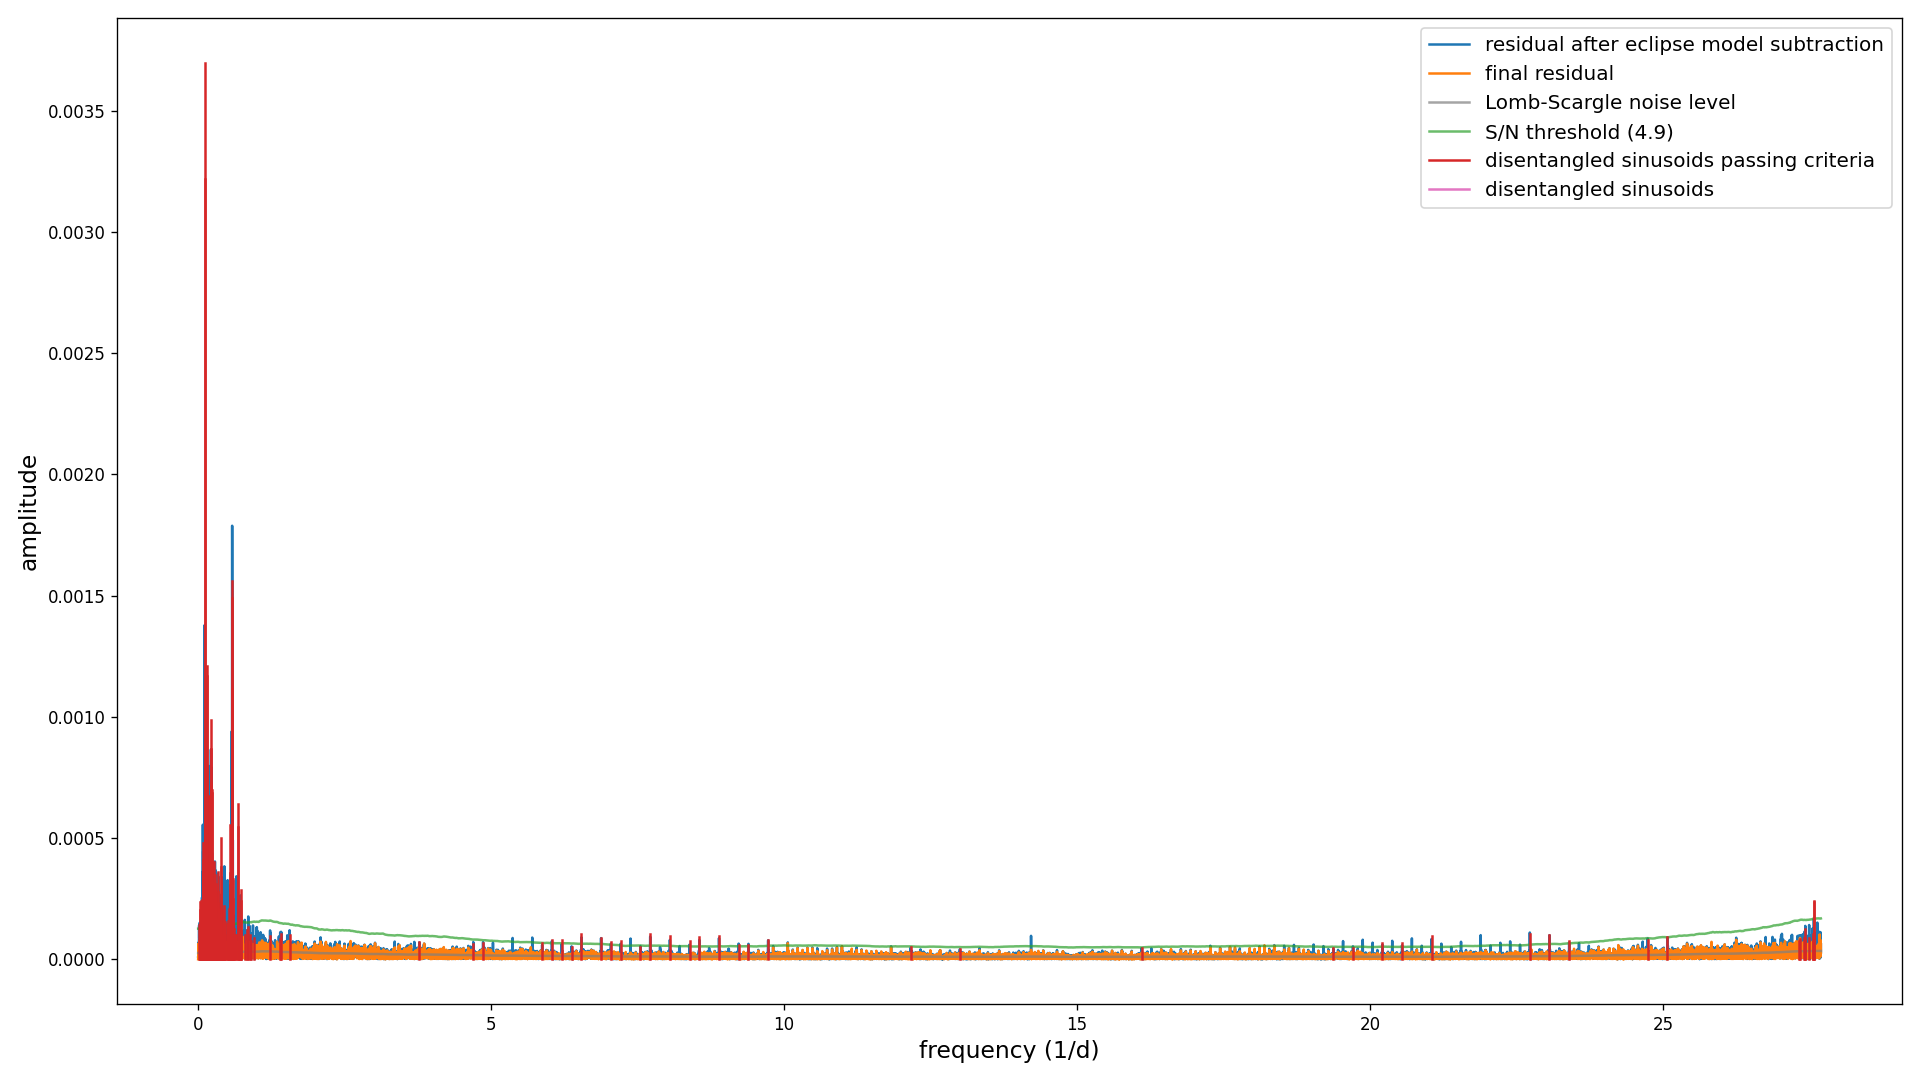 residual after eclipse model subtraction
final residual
Lomb-Scargle noise level
S/N threshold (4.9)
disentangled sinusoids passing criteria
disentangled sinusoids
0.0035
0.0030
0.0025
0.0020
0.0015
0.0010
0.0005
0.0000
amplitude
0 5 10 15 20 25
frequency (1/d)